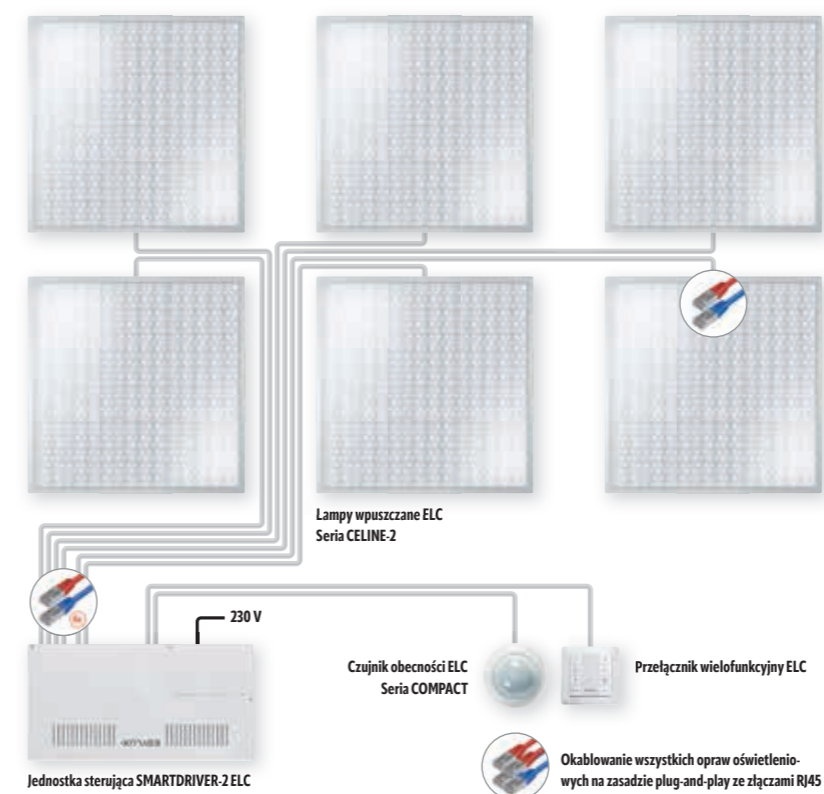 Lampy wpuszczane ELC
Seria CELINE-2
230 V
Czujnik obecności ELC
Seria COMPACT
Przełącznik wielofunkcyjny ELC
Jednostka sterująca SMARTDRIVER-2 ELC
Okablowanie wszystkich opraw oświetlenio-
wych na zasadzie plug-and-play ze złączami RJ45